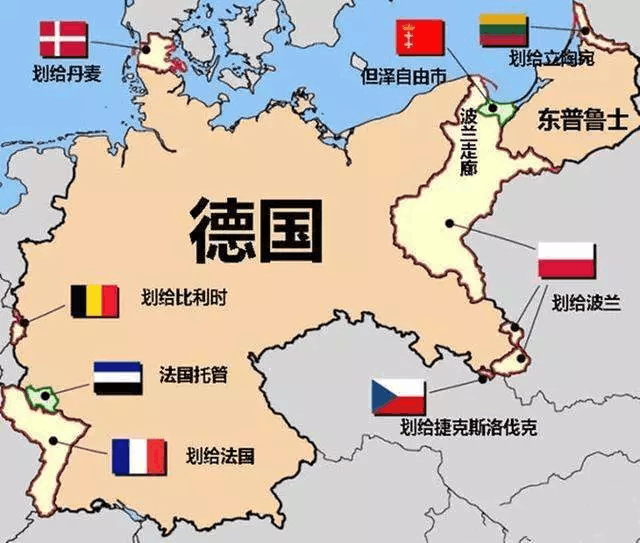 划给丹麦
但泽自由市
划给立陶宛
东普鲁士
波兰走廊
德国
划给比利时
划给波兰
法国托管
划给捷克斯洛伐克
划给法国